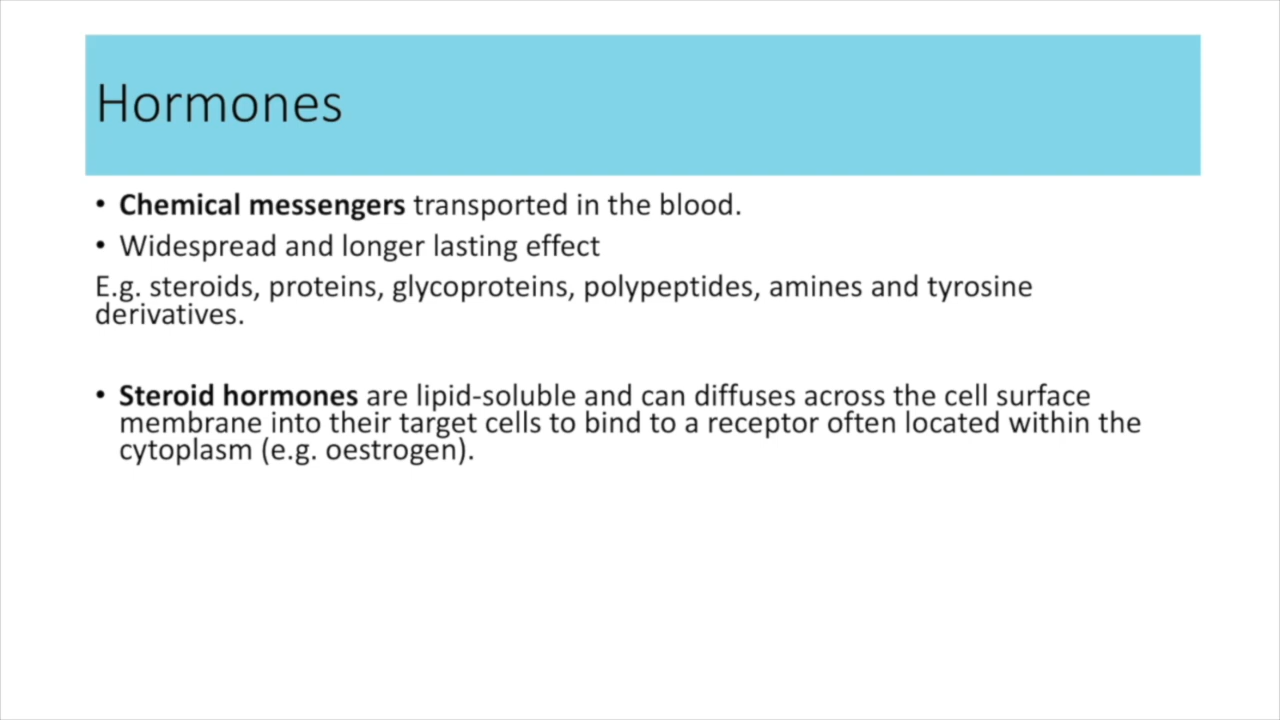 Hormones
• Chemical messengers transported in the blood.
• Widespread and longer lasting effect
E.g. steroids, proteins, glycoproteins, polypeptides, amines and tyrosine
derivatives.
• Steroid hormones are lipid-soluble and can diffuses across the cell surface
membrane into their target cells to bind to a receptor often located within the
cytoplasm (e.g. oestrogen).